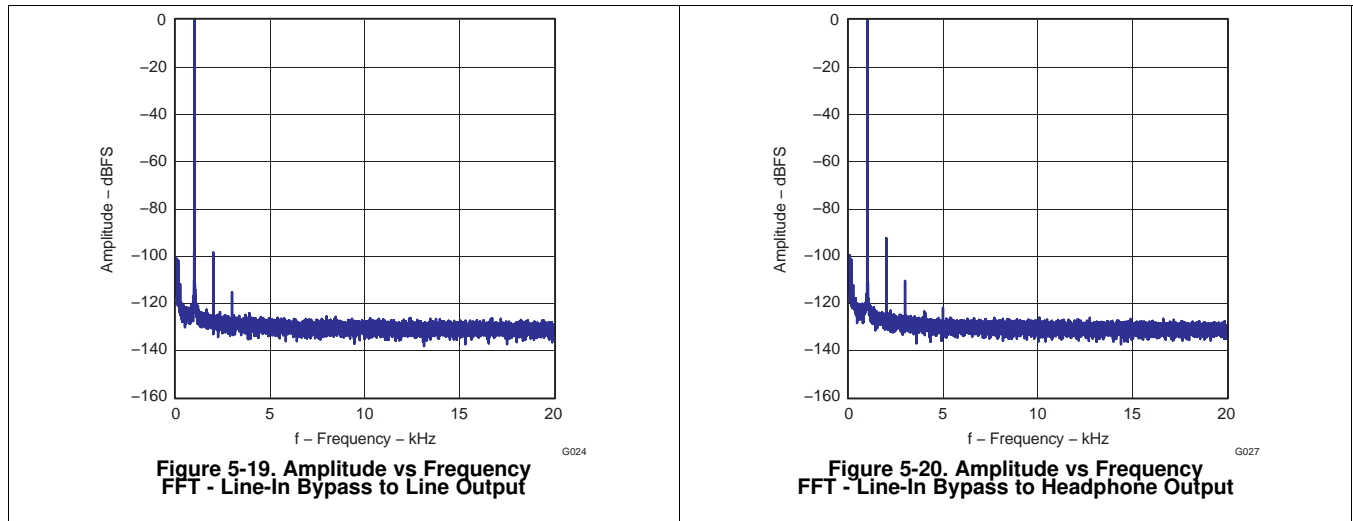 0
−20
−40
−60
−80
−100
−120
−140
−160
Amplitude − dBFS
0 5 10 15 20
f − Frequency − kHz
G024
Figure 5-19. Amplitude vs Frequency
FFT - Line-In Bypass to Line Output
0
−20
−40
−60
−80
−100
−120
−140
−160
Amplitude − dBFS
0 5 10 15 20
f − Frequency − kHz
G027
Figure 5-20. Amplitude vs Frequency
FFT - Line-In Bypass to Headphone Output